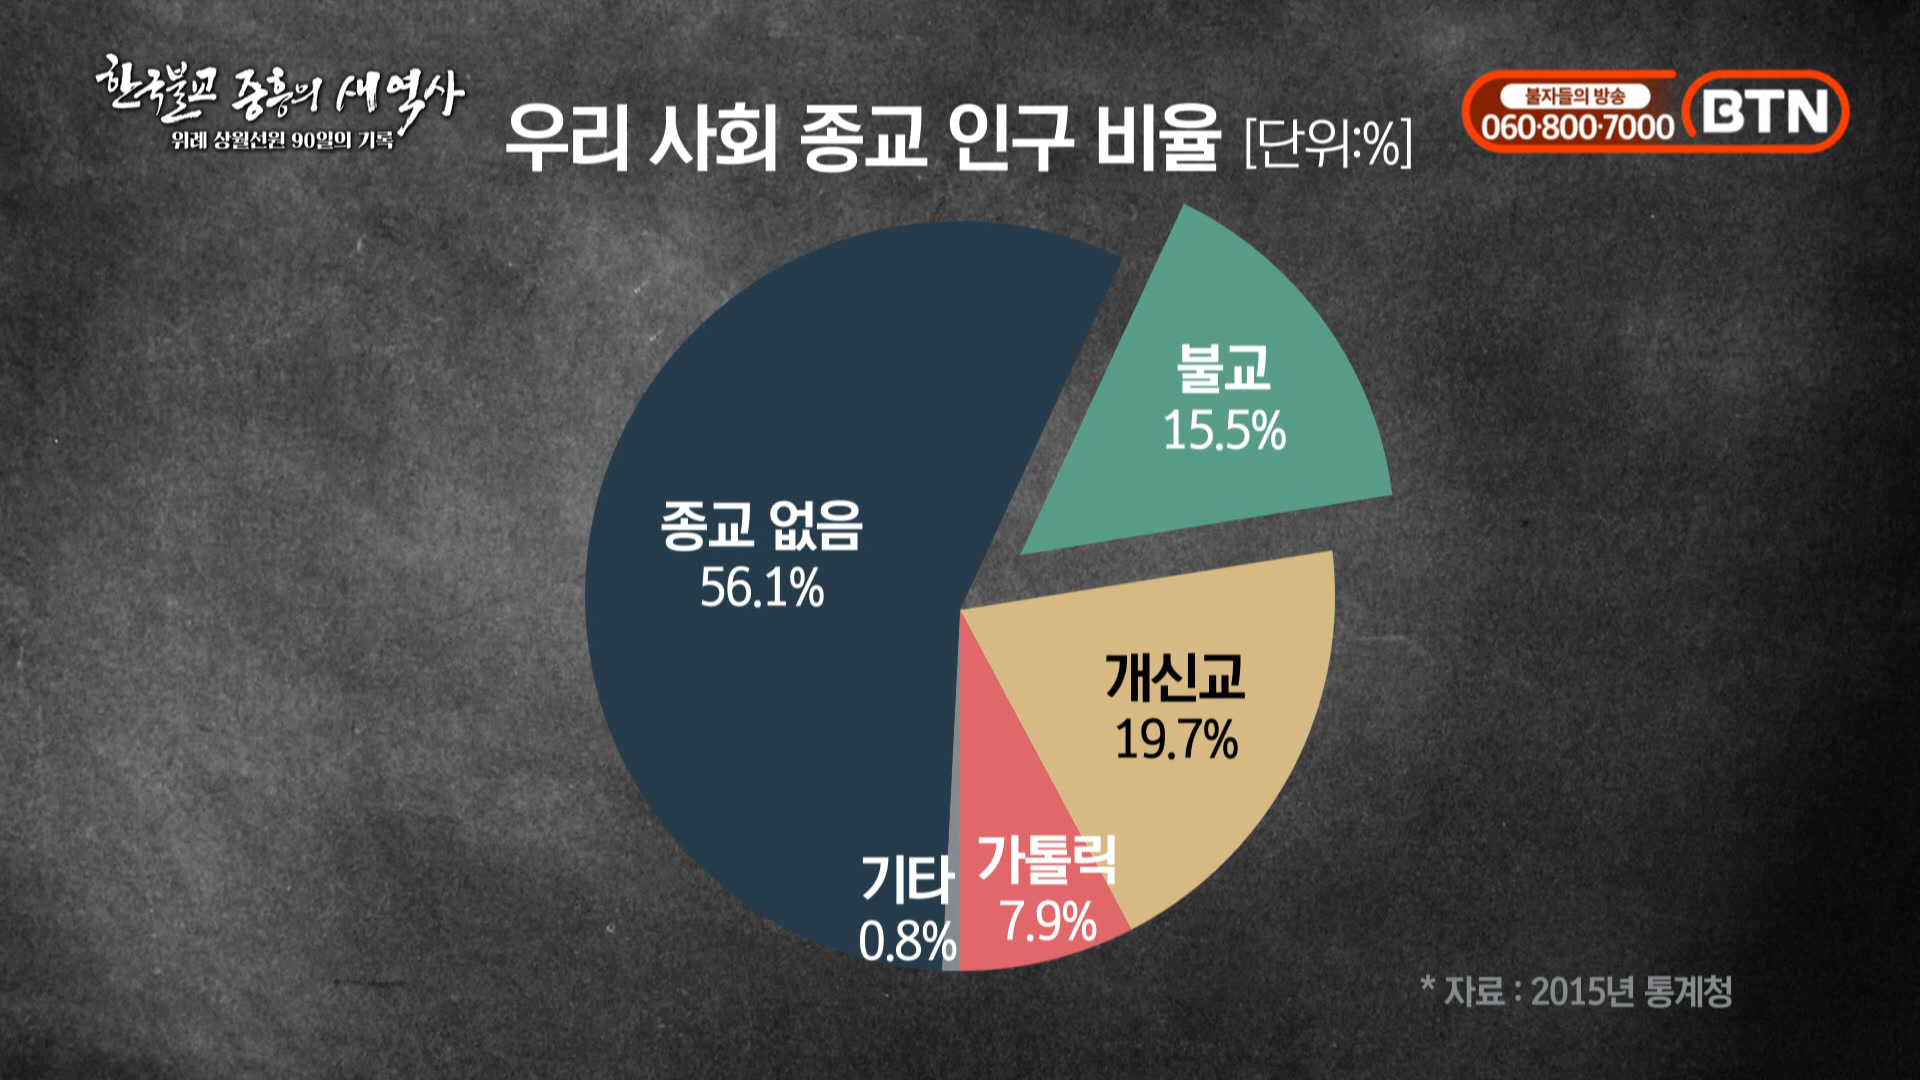 한국불교 중흥의 새 역사
위례 상월선원 90일의 기록
우리 사회 종교 인구 비율 [단위:%]
불자들의 방송
060·800·7000
BTN
불교
15.5%
종교 없음
56.1%
개신교
19.7%
가톨릭
7.9%
기타
0.8%
* 자료 : 2015년 통계청